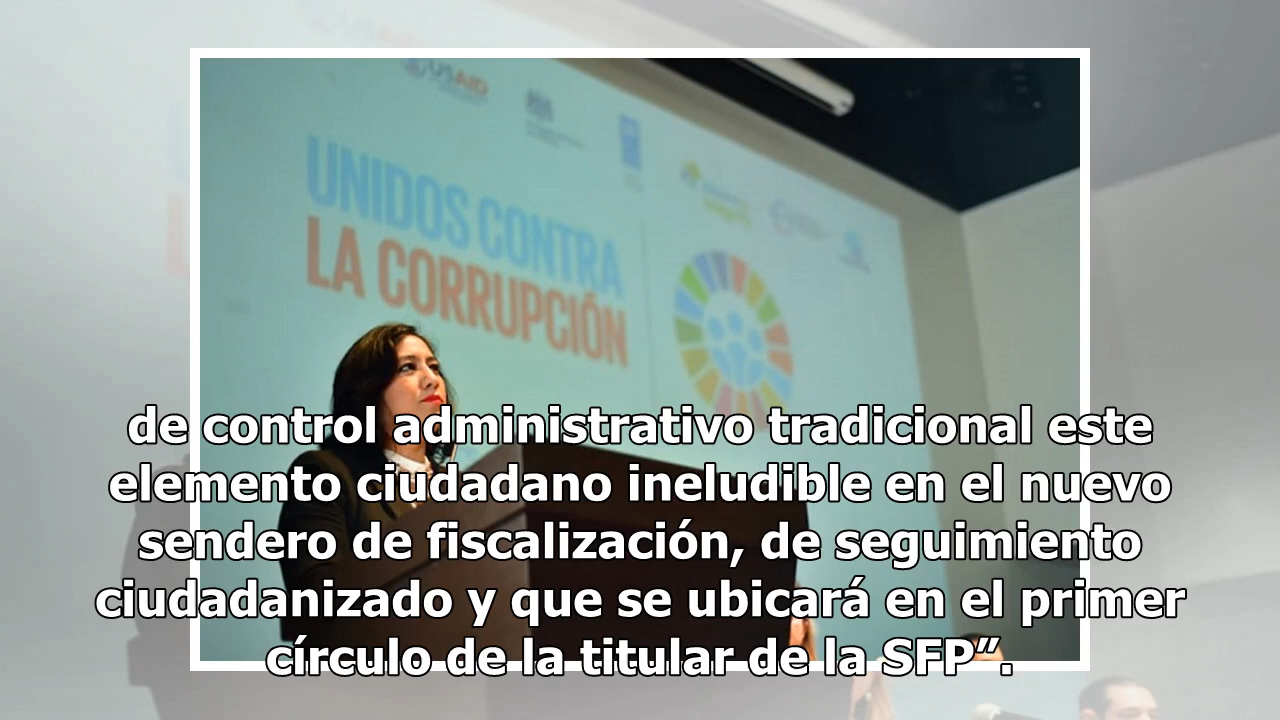 USAID
UNIDOS CONTRA
LA CORRUPCIÓN
de control administrativo tradicional este
elemento ciudadano ineludible en el nuevo
sendero de fiscalización, de seguimiento
ciudadanizado y que se ubicará en el primer
círculo de la titular de la SFP”.